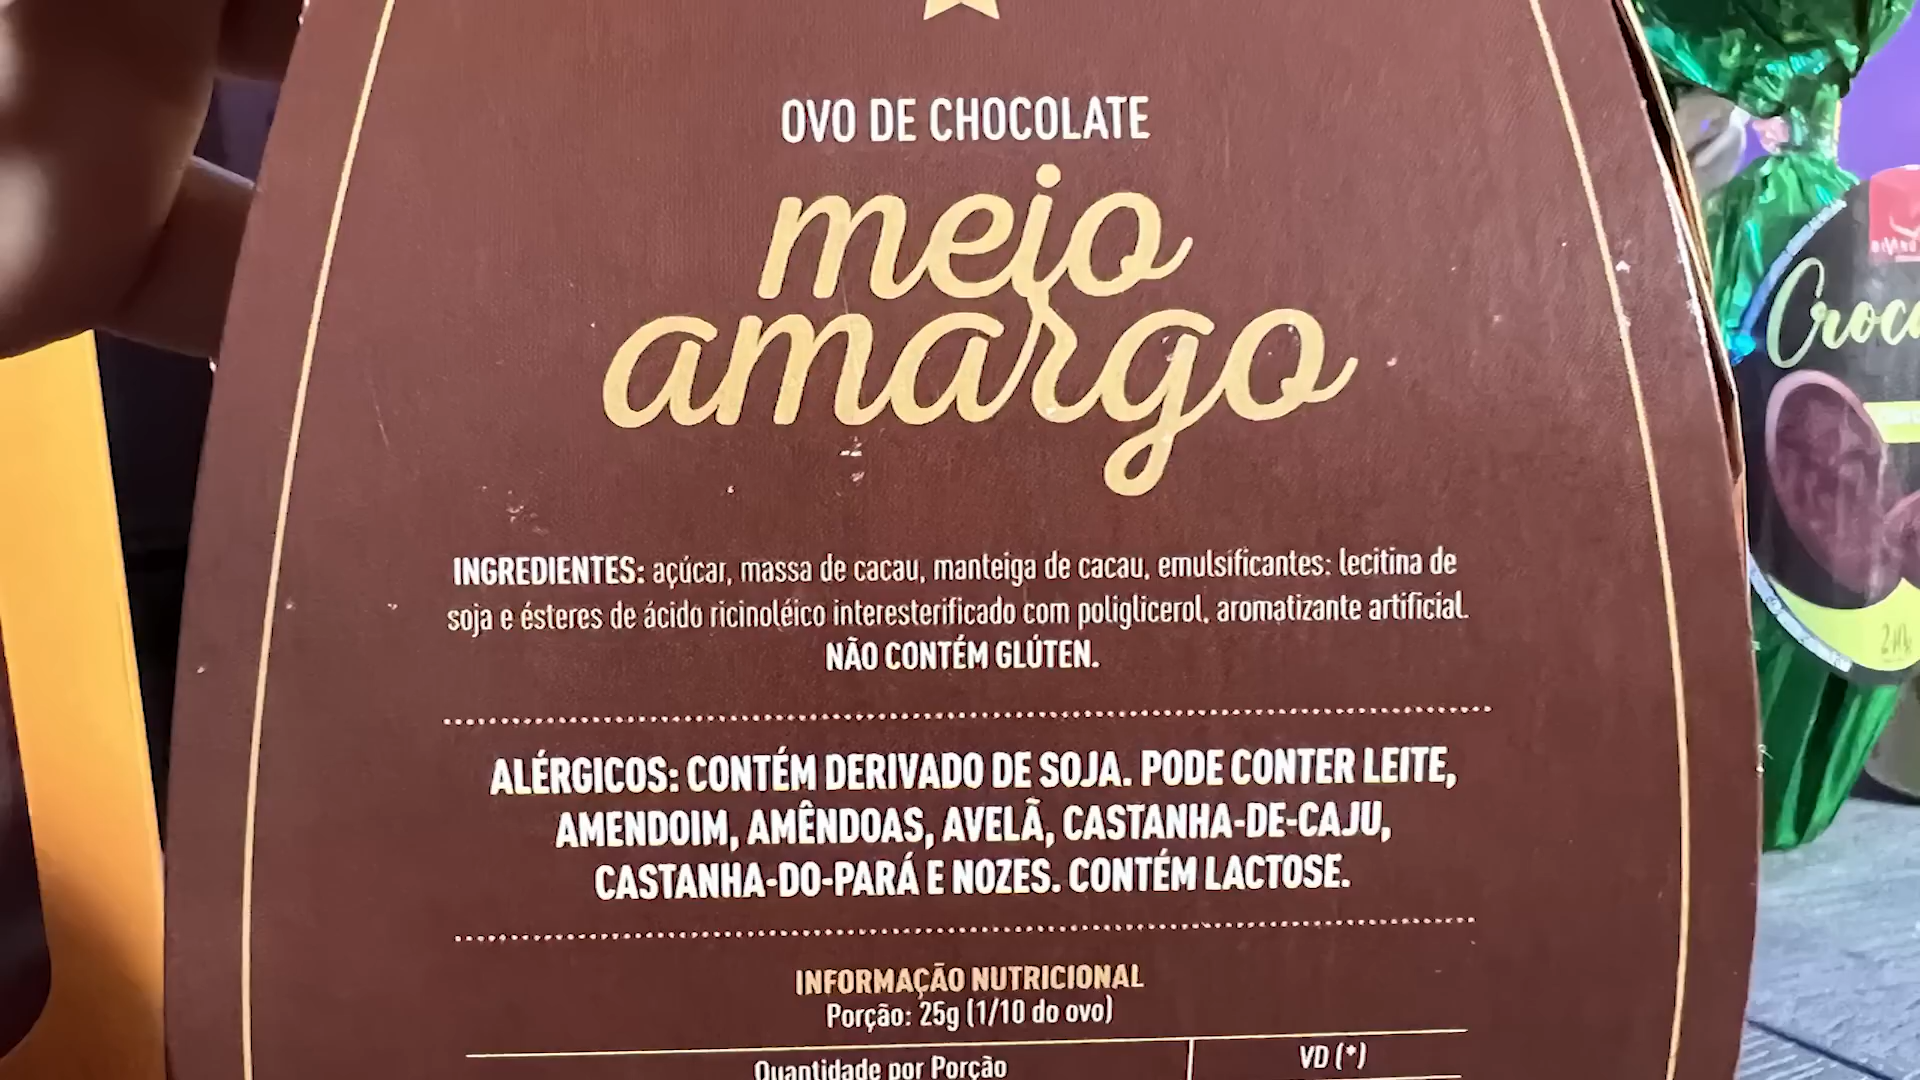 OVO DE CHOCOLATE
meio
amargo
INGREDIENTES: açúcar, massa de cacau, manteiga de cacau, emulsificantes: lecitina de
soja e ésteres de ácido ricinoléico interesterificado com poliglicerol, aromatizante artificial.
NÃO CONTÉM GLÚTEN.
ALÉRGICOS: CONTÉM DERIVADO DE SOJA. PODE CONTER LEITE,
AMENDOIM, AMÊNDOAS, AVELÃ, CASTANHA-DE-CAJU,
CASTANHA-DO-PARÁ E NOZES. CONTÉM LACTOSE.
INFORMAÇÃO NUTRICIONAL
Porção: 25g (1/10 do ovo)
Quantidade por Porção
VD (*)
Croc